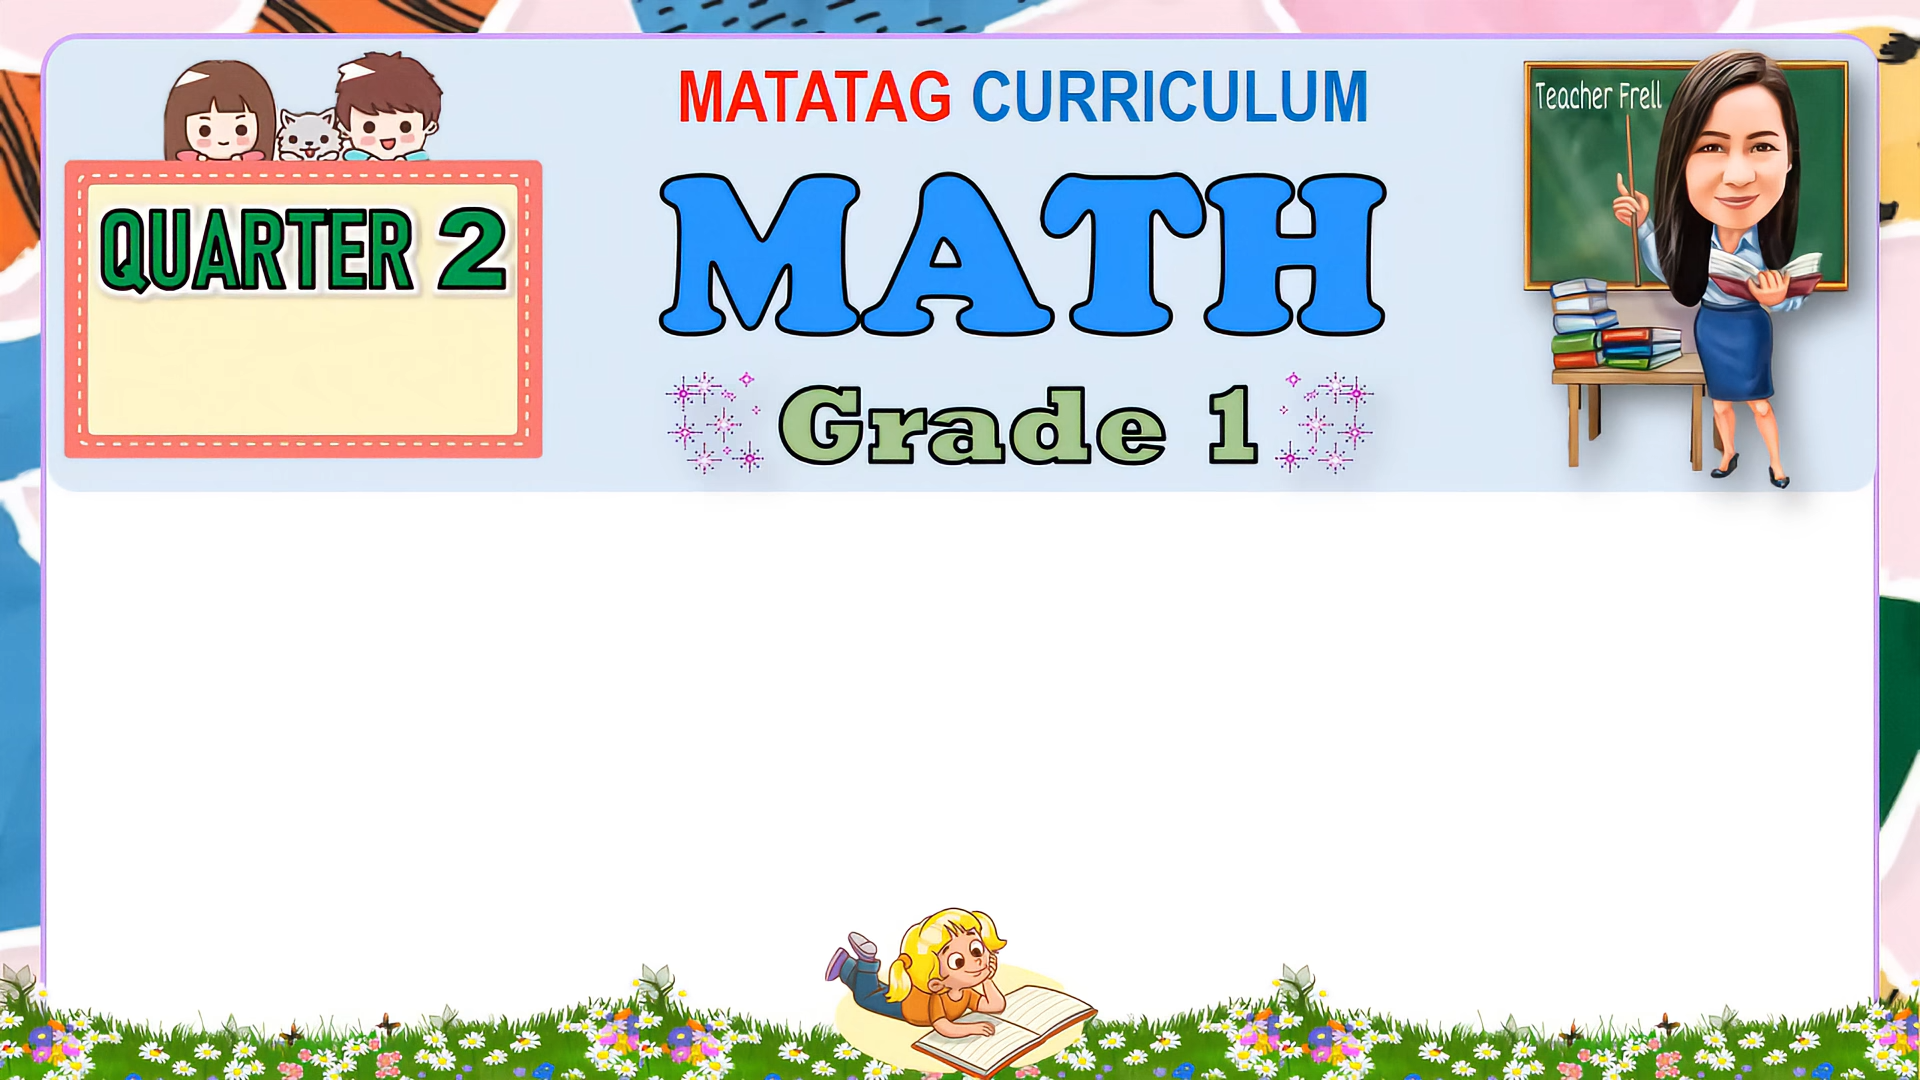 MATATAG CURRICULUM
Teacher Frell
QUARTER 2
MATH
Grade 1